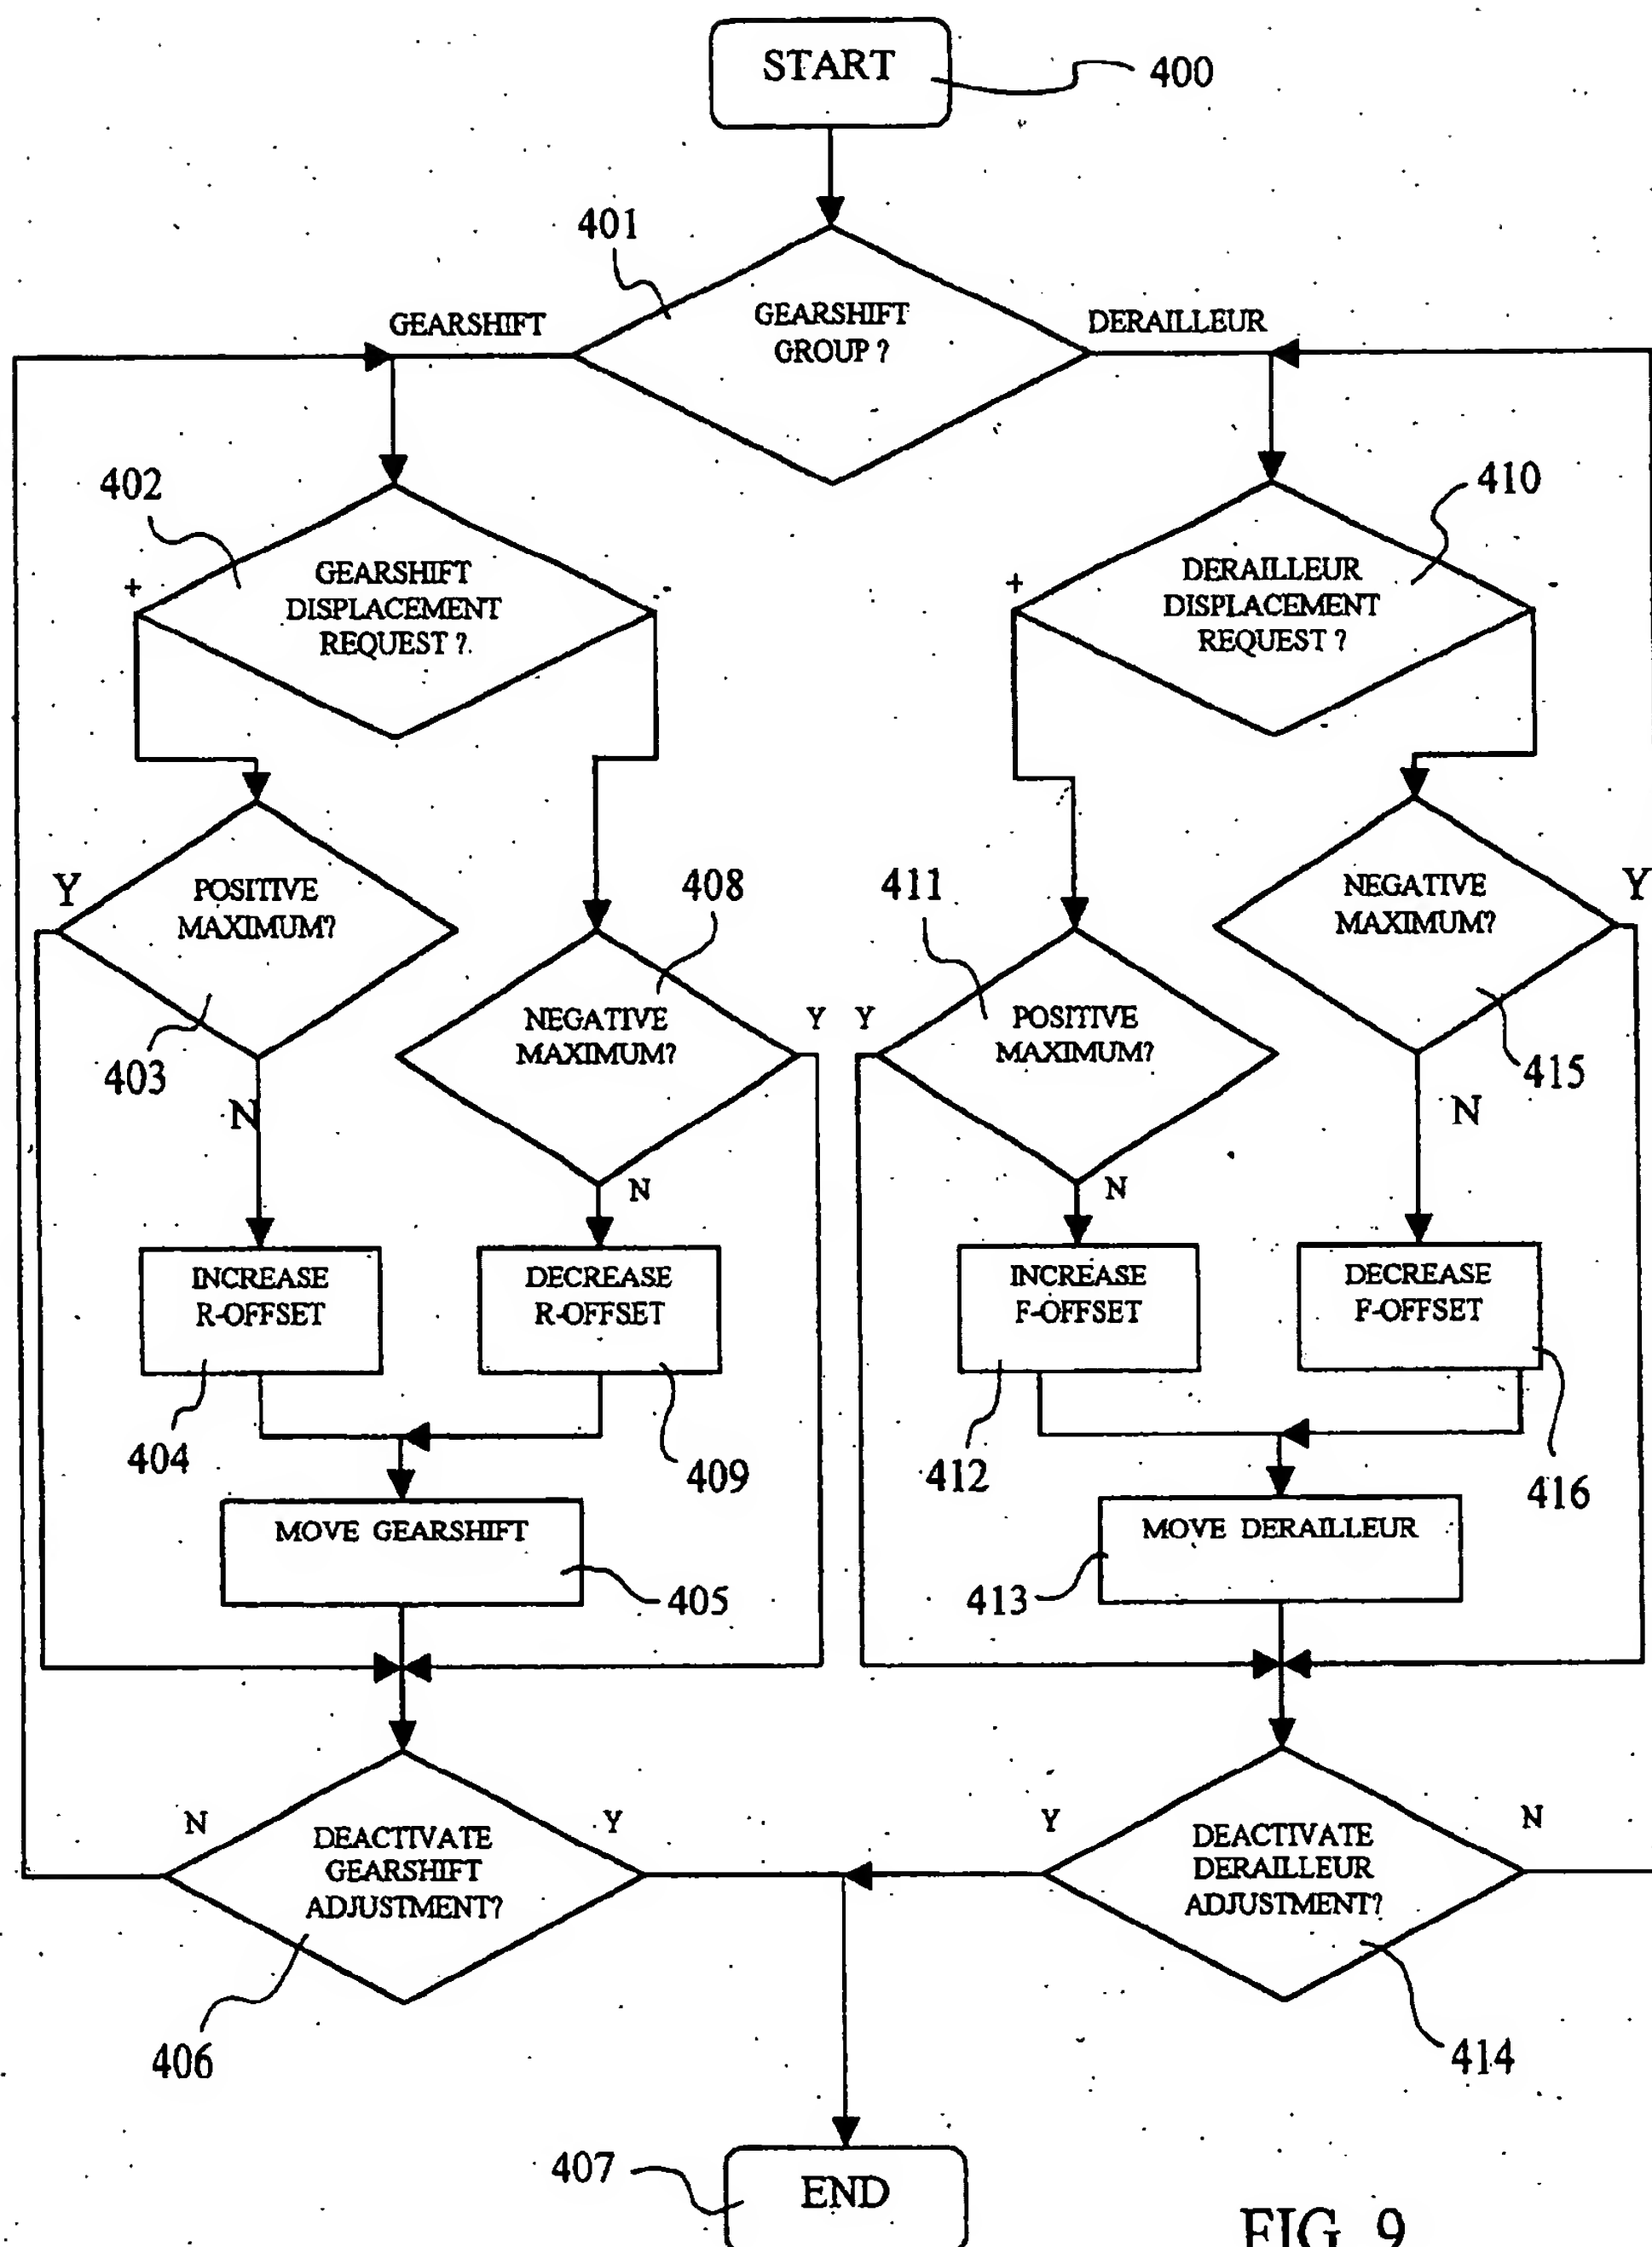 START
400
401
GEARSHIFT
GEARSHIFT
GROUP ?
DERAILLEUR
402
410
+
GEARSHIFT
DISPLACEMENT
REQUEST ?
-
+
DERAILLEUR
DISPLACEMENT
REQUEST ?
Y
POSITIVE
MAXIMUM?
403
N
408
NEGATIVE
MAXIMUM?
Y
N
411
Y
POSITIVE
MAXIMUM?
N
NEGATIVE
MAXIMUM?
Y
415
N
INCREASE
R-OFFSET
404
DECREASE
R-OFFSET
409
INCREASE
F-OFFSET
412
DECREASE
F-OFFSET
416
MOVE GEARSHIFT
405
MOVE DERAILLEUR
413
N
DEACTIVATE
GEARSHIFT
ADJUSTMENT?
Y
406
Y
DEACTIVATE
DERAILLEUR
ADJUSTMENT?
N
414
407
END
FIG. 9